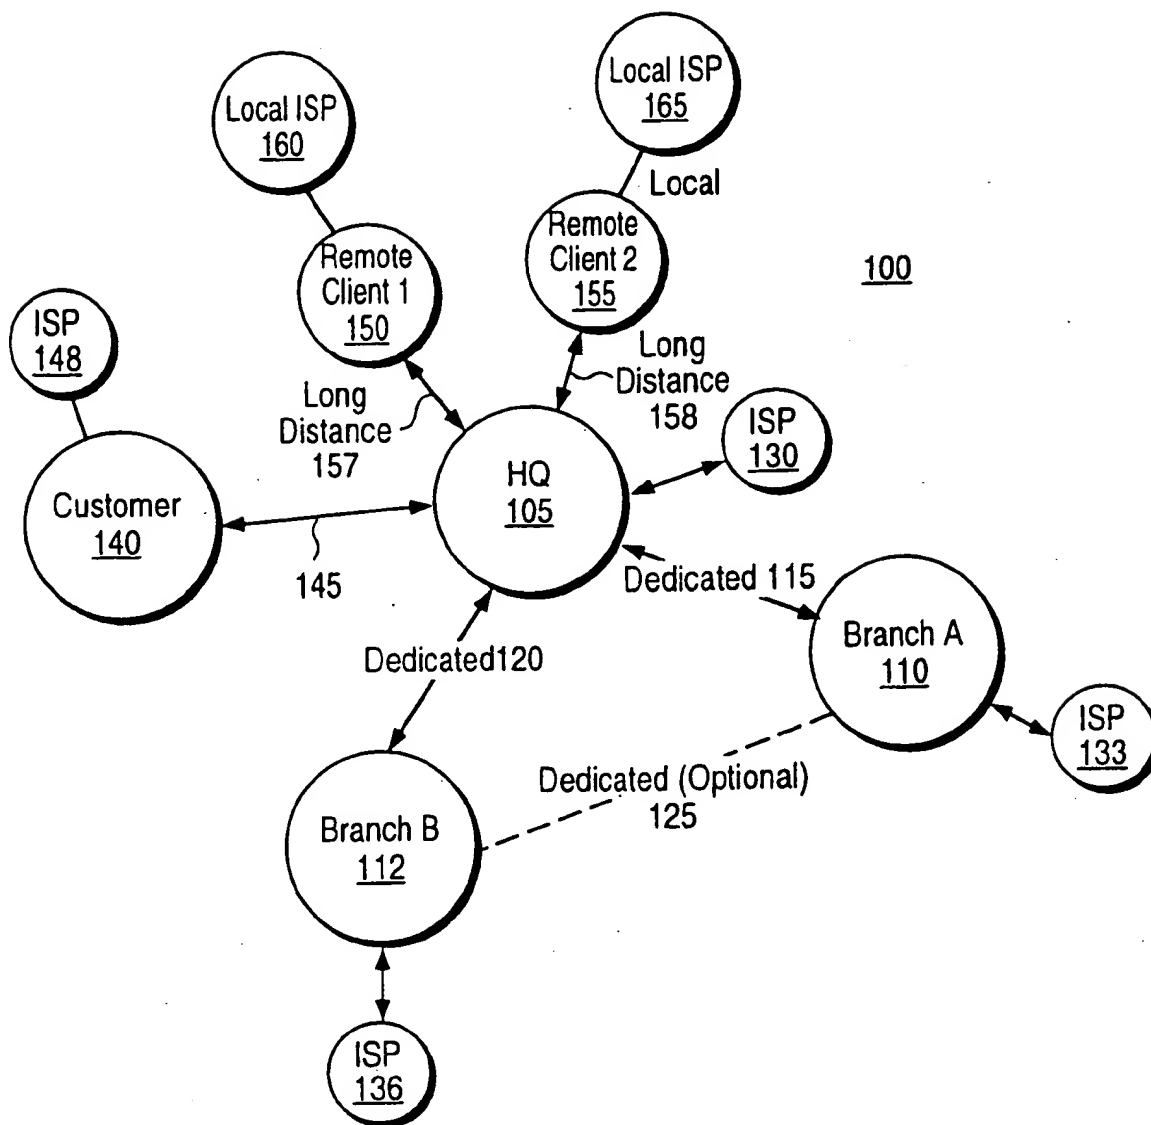 Local ISP
165
Local ISP
160
Local
Remote
Client 2
155
Remote
Client 1
150
100
ISP
148
Long
Distance
158
Long
Distance
157
ISP
130
HQ
105
Customer
140
145
Dedicated 115
Branch A
110
Dedicated120
ISP
133
Dedicated (Optional)
125
Branch B
112
ISP
136